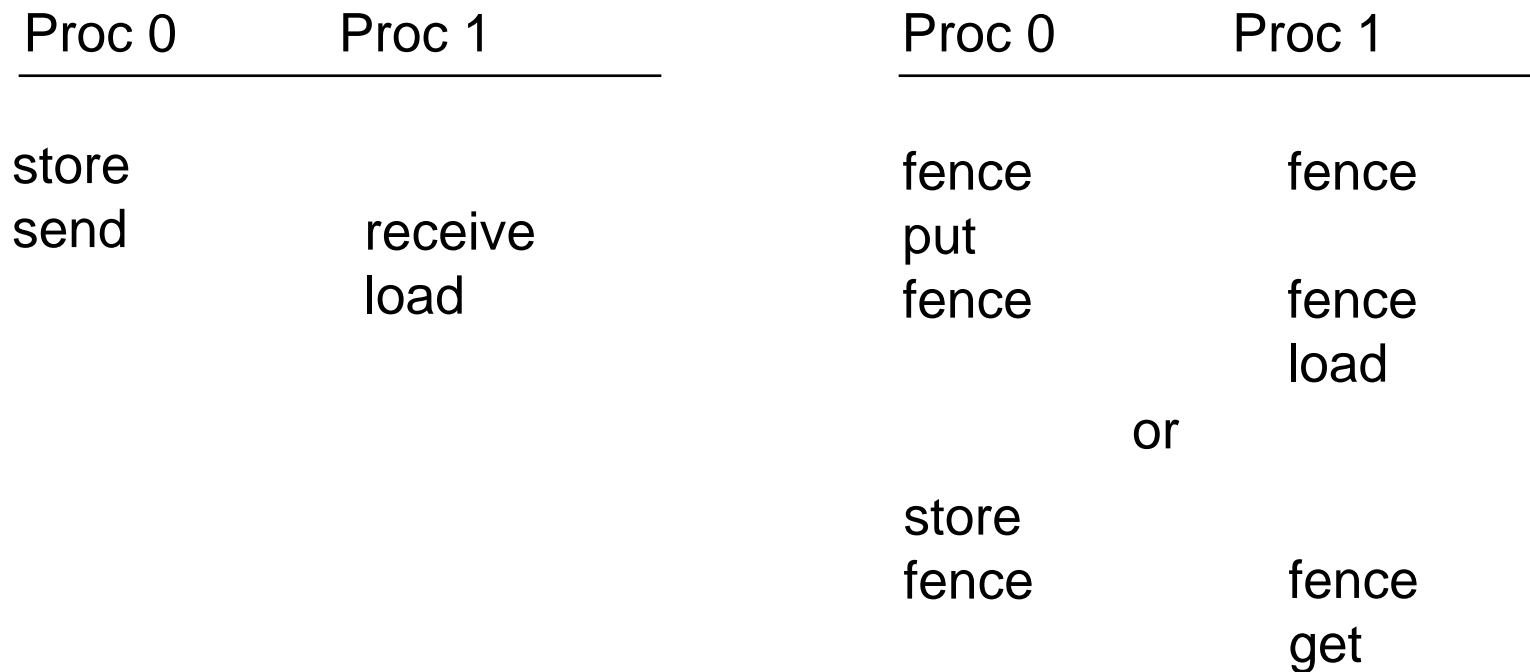 Proc 0 Proc 1
store
send receive
load
Proc 0 Proc 1
fence fence
put
fence fence
load
or
store
fence fence
get